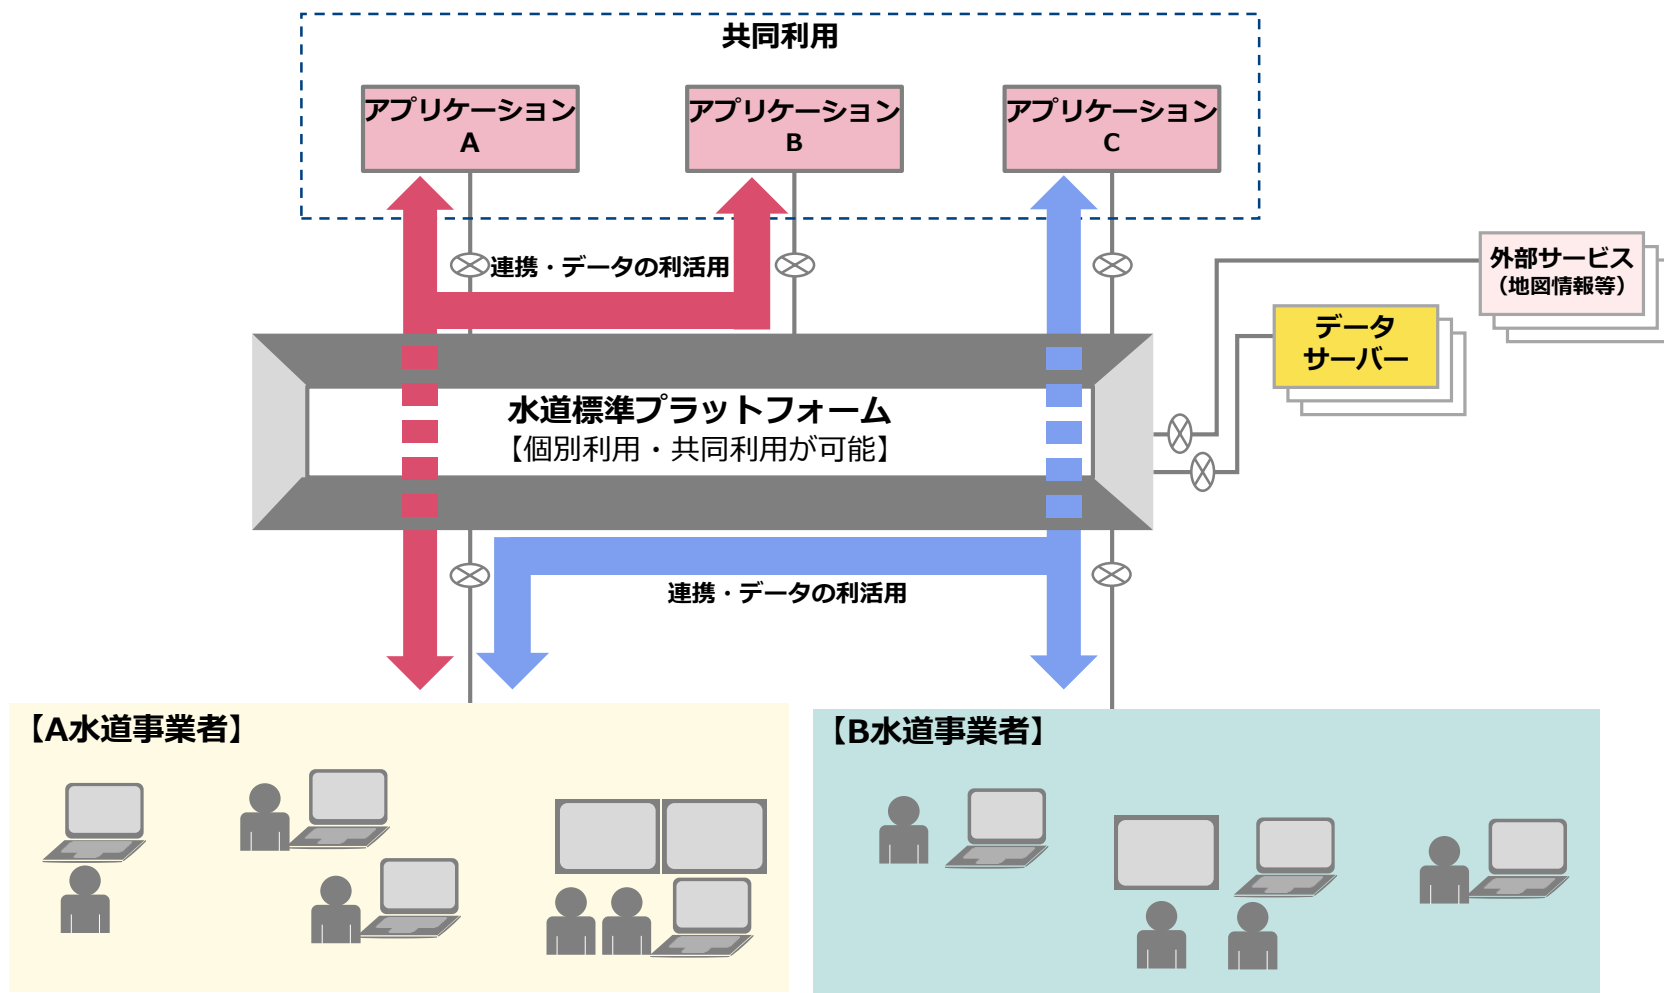 共同利用
アプリケーション
A
アプリケーション
B
アプリケーション
C
連携・データの利活用
外部サービス
（地図情報等）
データ
サーバー
水道標準プラットフォーム
【個別利用・共同利用が可能】
連携・データの利活用
【A水道事業者】
【B水道事業者】